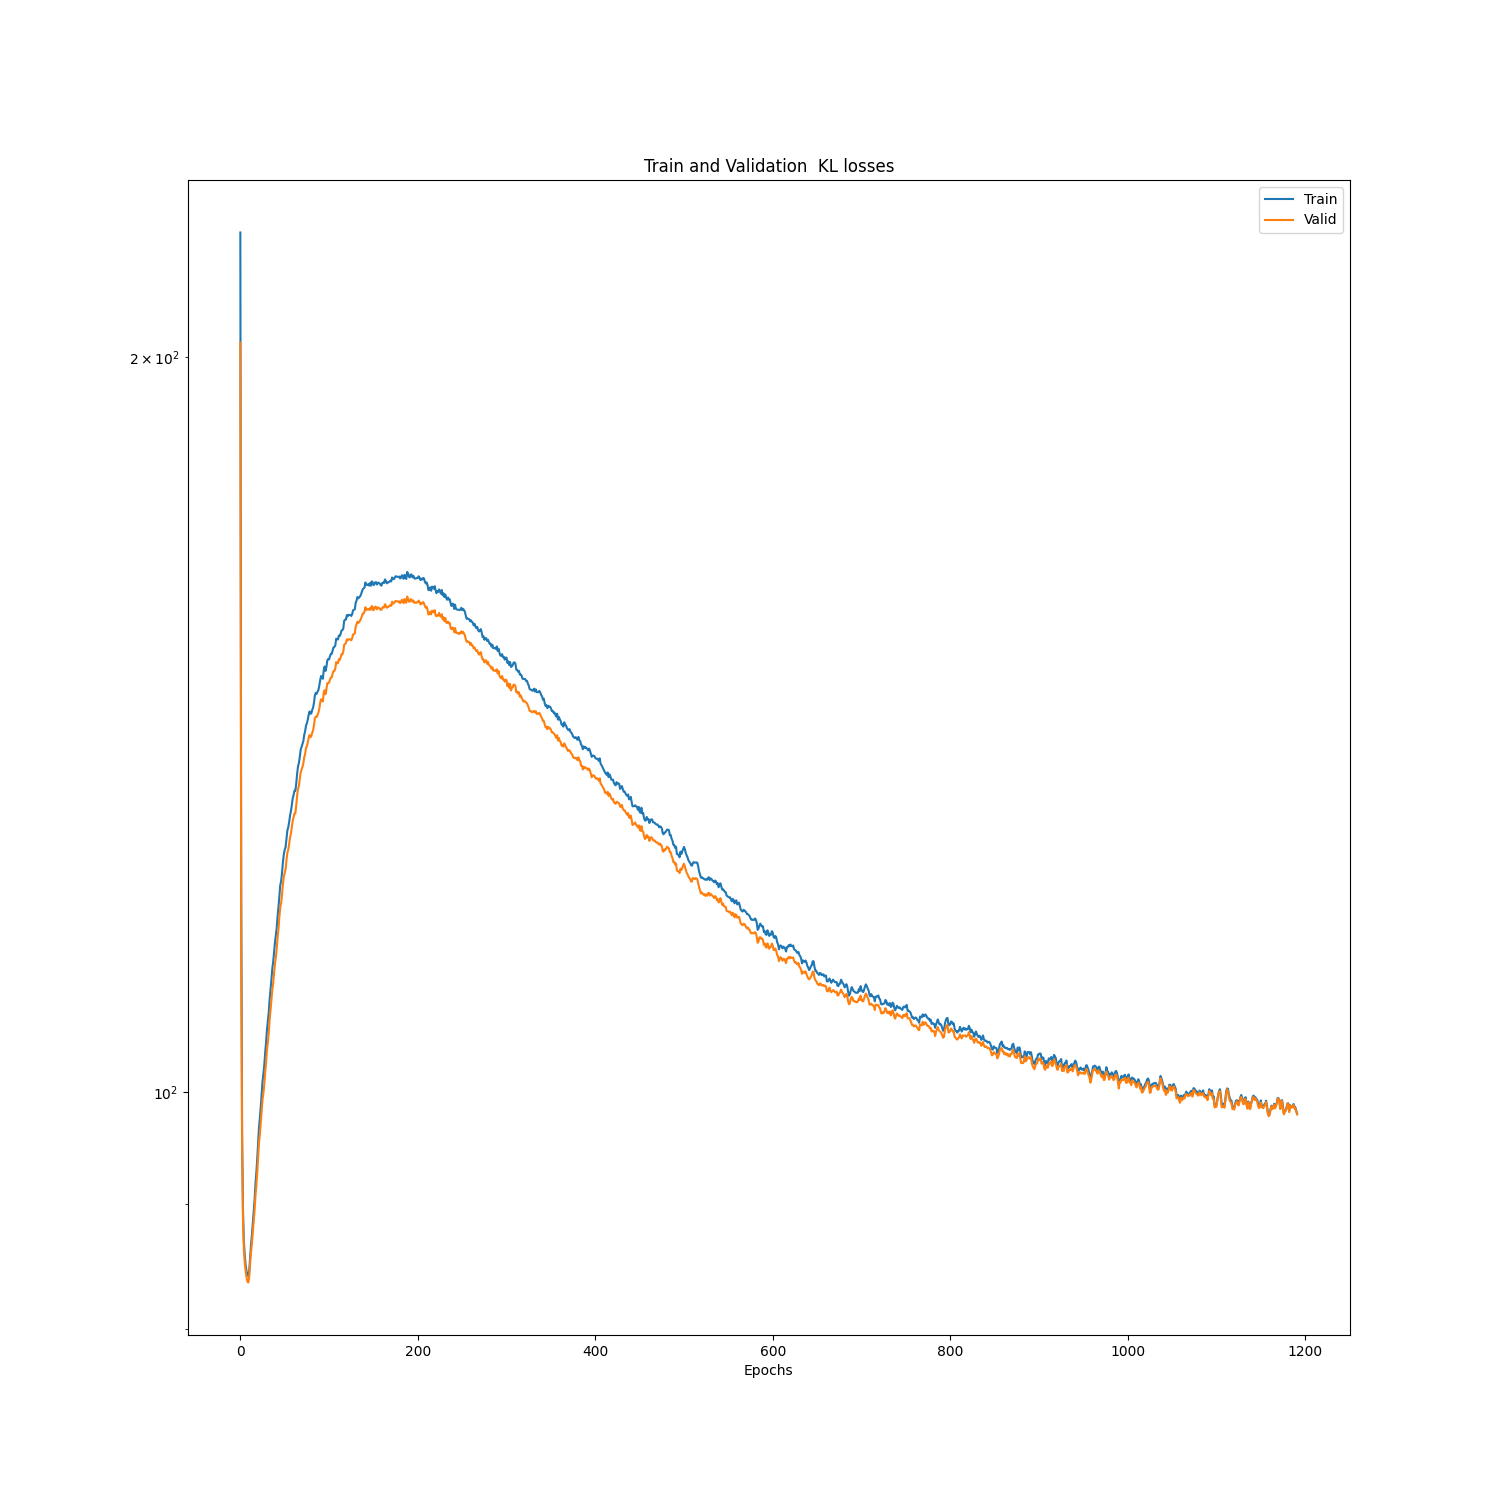 Train and Validation  KL losses
Train
Valid
2 × 10²
10²
0 200 400 600 800 1000 1200
Epochs